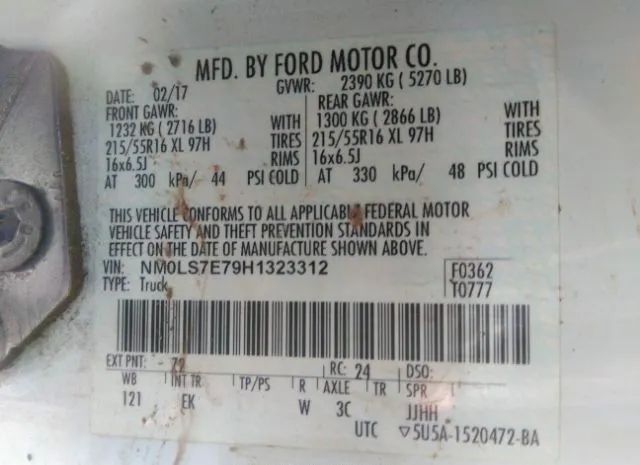 MFD. BY FORD MOTOR CO.
DATE: 02/17 GVWR: 2390 KG ( 5270 LB)
FRONT GAWR: REAR GAWR:
1232 KG ( 2716 LB) WITH 1300 KG ( 2866 LB) WITH
215/55R16 XL 97H TIRES 215/55R16 XL 97H TIRES
16x6.5J RIMS 16x6.5J RIMS
AT 300 kPa/ 44 PSI COLD AT 330 kPa/ 48 PSI COLD
THIS VEHICLE CONFORMS TO ALL APPLICABLE FEDERAL MOTOR
VEHICLE SAFETY AND THEFT PREVENTION STANDARDS IN
EFFECT ON THE DATE OF MANUFACTURE SHOWN ABOVE.
VIN: NM0LS7E79H1323312 F0362
TYPE: Truck T0777
EXT PNT: 72 RC: 24 DSO:
WB INT TR TP/PS R AXLE TR SPR
121 EK W 3C JJHH
UTC ▽5U5A-1520472-BA